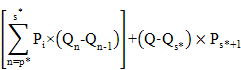 [∑_{n=p*}^{s*} P_i×(Q_n-Q_{n-1})]+(Q-Q_{s*}) × P_{s*+1}